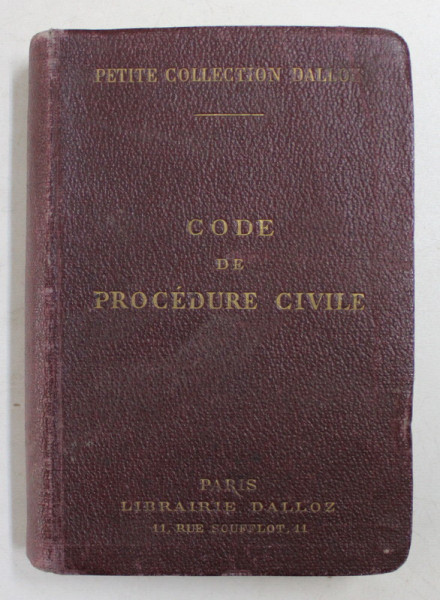 PETITE COLLECTION DALLOZ
CODE
DE
PROCÉDURE CIVILE
PARIS
LIBRAIRIE DALLOZ
11, RUE SOUFFLOT, 11